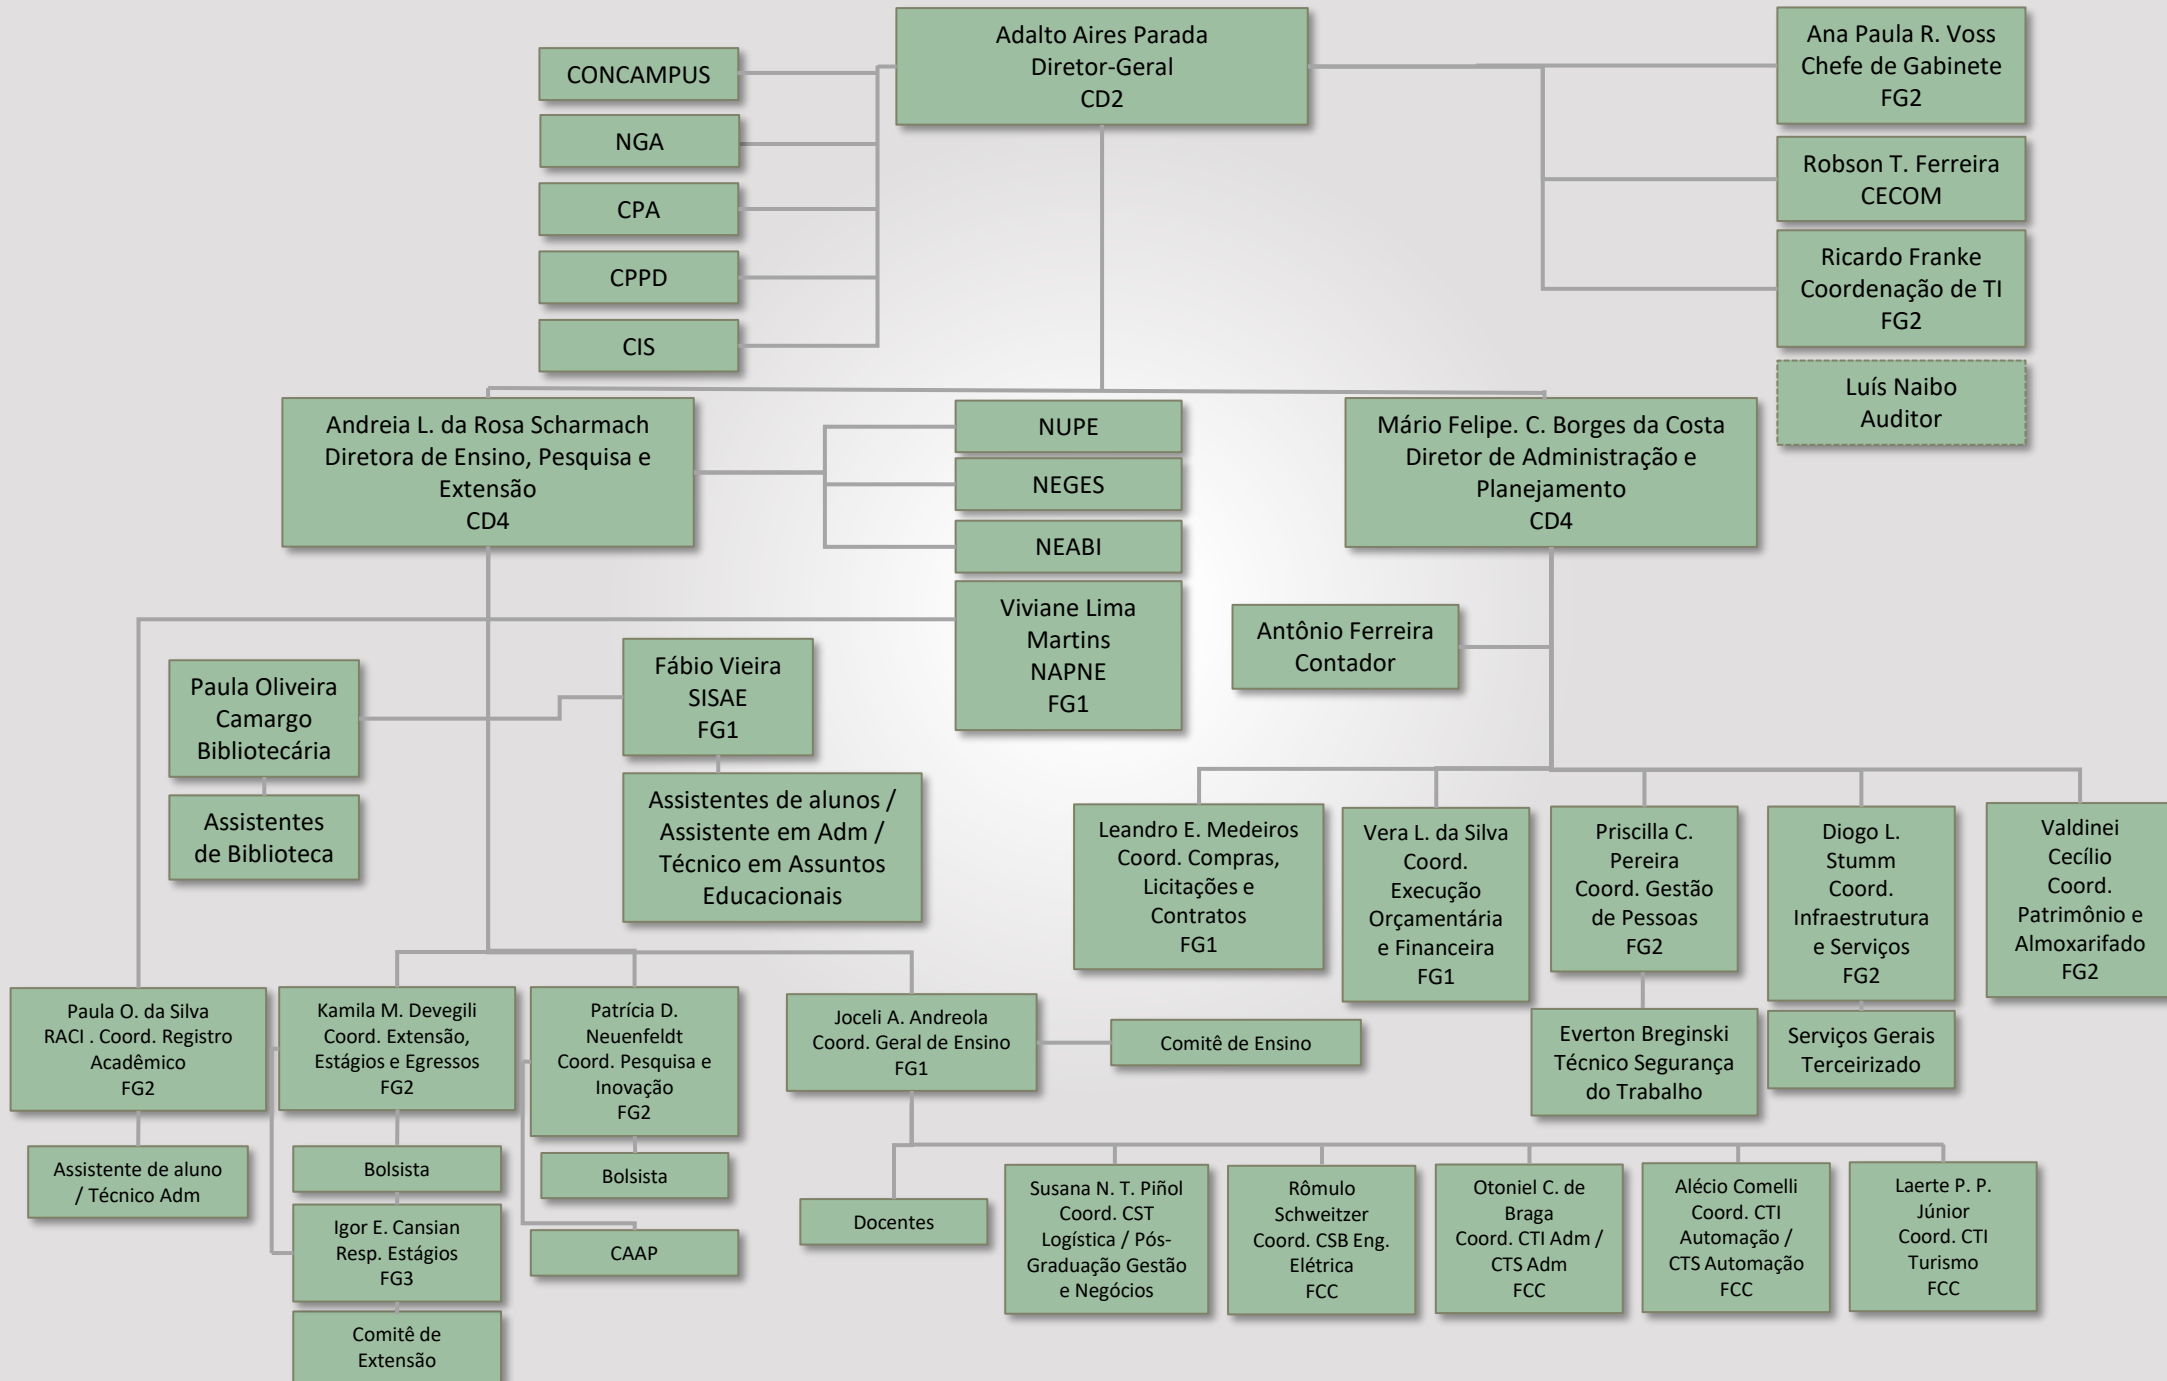 Adalto Aires Parada
Diretor-Geral
CD2
CONCAMPUS
NGA
CPA
CPPD
CIS
Ana Paula R. Voss
Chefe de Gabinete
FG2
Robson T. Ferreira
CECOM
Ricardo Franke
Coordenação de TI
FG2
Luís Naibo
Auditor
Andreia L. da Rosa Scharmach
Diretora de Ensino, Pesquisa e
Extensão
CD4
NUPE
NEGES
NEABI
Viviane Lima
Martins
NAPNE
FG1
Mário Felipe. C. Borges da Costa
Diretor de Administração e
Planejamento
CD4
Antônio Ferreira
Contador
Paula Oliveira
Camargo
Bibliotecária
Assistentes
de Biblioteca
Fábio Vieira
SISAE
FG1
Assistentes de alunos /
Assistente em Adm /
Técnico em Assuntos
Educacionais
Leandro E. Medeiros
Coord. Compras,
Licitações e
Contratos
FG1
Vera L. da Silva
Coord.
Execução
Orçamentária
e Financeira
FG1
Priscilla C.
Pereira
Coord. Gestão
de Pessoas
FG2
Diogo L.
Stumm
Coord.
Infraestrutura
e Serviços
FG2
Valdinei
Cecílio
Coord.
Patrimônio e
Almoxarifado
FG2
Everton Breginski
Técnico Segurança
do Trabalho
Serviços Gerais
Terceirizado
Paula O. da Silva
RACI . Coord. Registro
Acadêmico
FG2
Assistente de aluno
/ Técnico Adm
Kamila M. Devegili
Coord. Extensão,
Estágios e Egressos
FG2
Bolsista
Igor E. Cansian
Resp. Estágios
FG3
Comitê de
Extensão
Patrícia D.
Neuenfeldt
Coord. Pesquisa e
Inovação
FG2
Bolsista
CAAP
Joceli A. Andreola
Coord. Geral de Ensino
FG1
Comitê de Ensino
Docentes
Susana N. T. Piñol
Coord. CST
Logística / Pós-
Graduação Gestão
e Negócios
Rômulo
Schweitzer
Coord. CSB Eng.
Elétrica
FCC
Otoniel C. de
Braga
Coord. CTI Adm /
CTS Adm
FCC
Alécio Comelli
Coord. CTI
Automação /
CTS Automação
FCC
Laerte P. P.
Júnior
Coord. CTI
Turismo
FCC